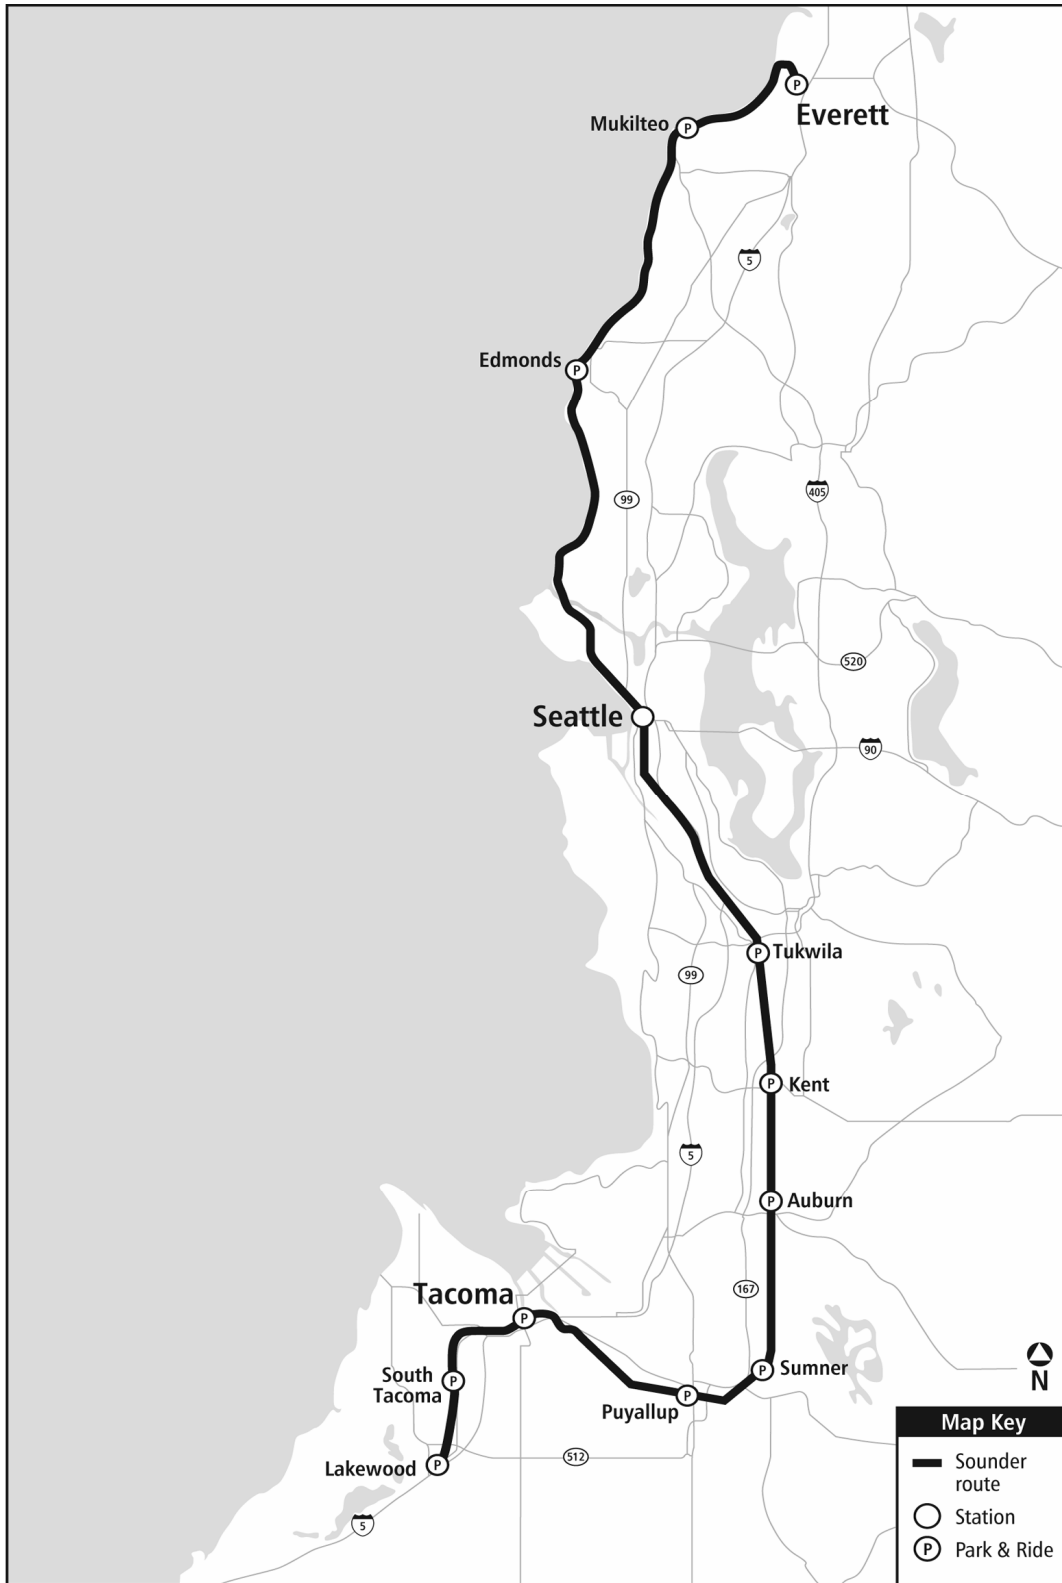 P
Everett
Mukilteo
P
5
Edmonds
P
99
405
520
Seattle
90
P
Tukwila
99
P
Kent
5
P
Auburn
167
Tacoma
P
South
Tacoma
P
P
Sumner
P
Puyallup
N
Lakewood
P
512
5
Map Key
Sounder
route
Station
P
Park & Ride